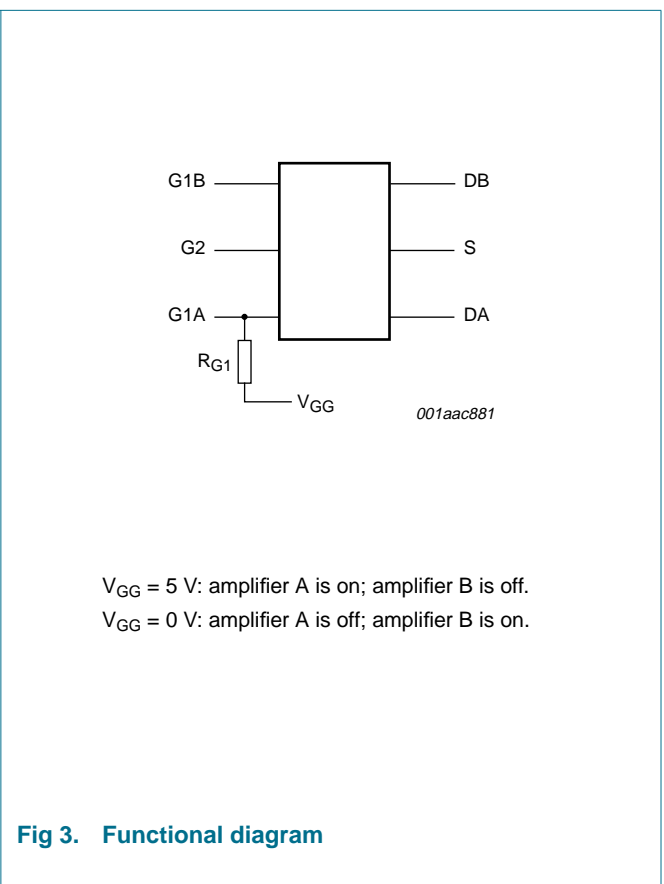 G1B
DB
G2
S
G1A
DA
RG1
VGG
001aac881
VGG = 5 V: amplifier A is on; amplifier B is off.
VGG = 0 V: amplifier A is off; amplifier B is on.
Fig 3. Functional diagram